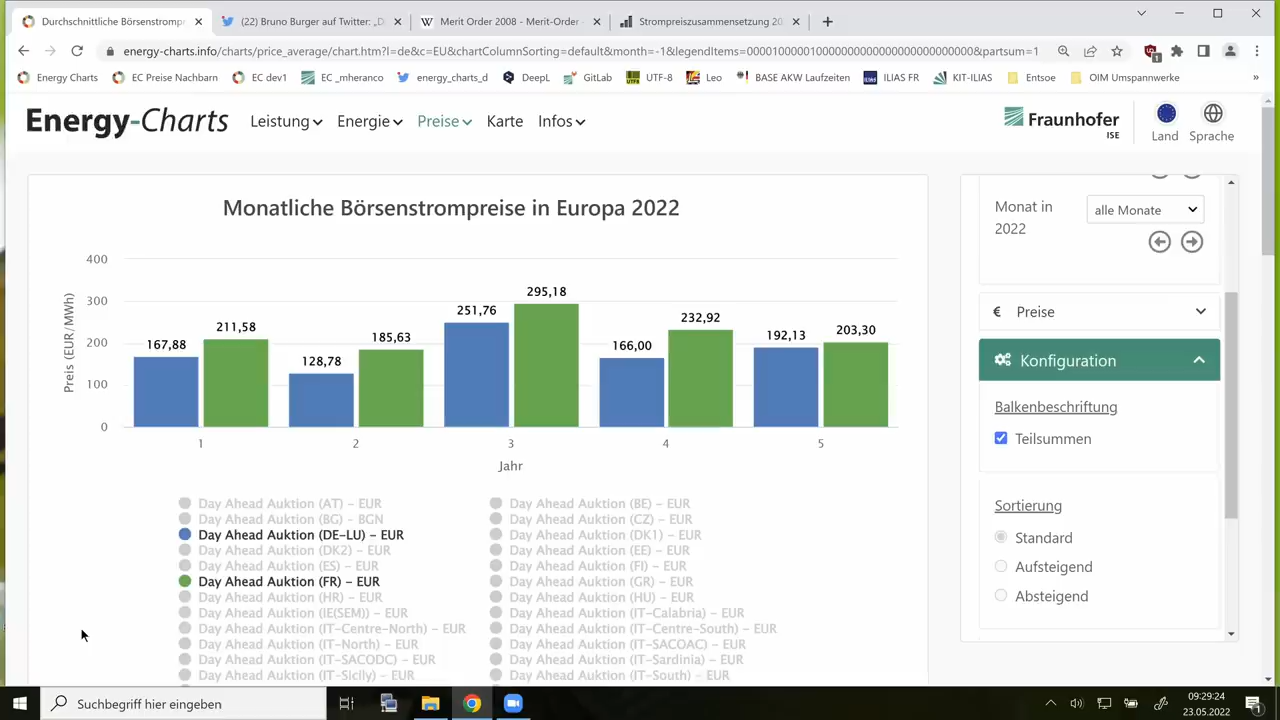 Durchschnittliche Börsenstrompr
(22) Bruno Burger auf Twitter: „D
Merit Order 2008 - Merit-Order -
Strompreiszusammensetzung 20
energy-charts.info/charts/price_average/chart.htm?l=de&c=EU&chartColumnSorting=default&month=-1&legendItems=
&partsum=1
Energy Charts
EC Preise Nachbarn
EC dev1
EC _mheranco
energy_charts_d
DeepL
GitLab
UTF-8
Leo
BASE AKW Laufzeiten
ILIAS FR
KIT-ILIAS
Entsoe
OIM Umspannwerke
»
Energy-Charts
Leistung
Energie
Preise
Karte
Infos
Fraunhofer
ISE
Land
Sprache
Monatliche Börsenstrompreise in Europa 2022
Preis (EUR/MWh)
400
300
200
100
0
167,88
211,58
128,78
185,63
251,76
295,18
166,00
232,92
192,13
203,30
1
2
3
4
5
Jahr
Day Ahead Auktion (AT) - EUR
Day Ahead Auktion (BE) - EUR
Day Ahead Auktion (BG) - BGN
Day Ahead Auktion (CZ) - EUR
Day Ahead Auktion (DE-LU) - EUR
Day Ahead Auktion (DK1) - EUR
Day Ahead Auktion (DK2) - EUR
Day Ahead Auktion (EE) - EUR
Day Ahead Auktion (ES) - EUR
Day Ahead Auktion (FI) - EUR
Day Ahead Auktion (FR) - EUR
Day Ahead Auktion (GR) - EUR
Day Ahead Auktion (HR) - EUR
Day Ahead Auktion (HU) - EUR
Day Ahead Auktion (IE(SEM)) - EUR
Day Ahead Auktion (IT-Calabria) - EUR
Day Ahead Auktion (IT-Centre-North) - EUR
Day Ahead Auktion (IT-Centre-South) - EUR
Day Ahead Auktion (IT-North) - EUR
Day Ahead Auktion (IT-SACOAC) - EUR
Day Ahead Auktion (IT-SACODC) - EUR
Day Ahead Auktion (IT-Sardinia) - EUR
Day Ahead Auktion (IT-Sicily) - EUR
Day Ahead Auktion (IT-South) - EUR
Monat in
2022
alle Monate
€ Preise
Konfiguration
Balkenbeschriftung
Teilsummen
Sortierung
Standard
Aufsteigend
Absteigend
Suchbegriff hier eingeben
09:29:24
23.05.2022
1